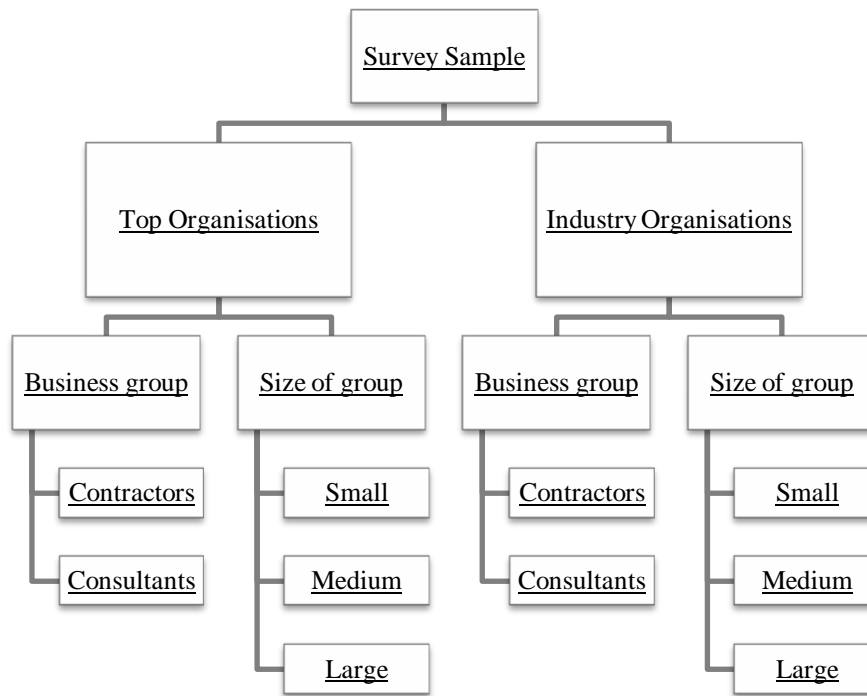 Survey Sample
Top Organisations
Industry Organisations
Business group
Size of group
Business group
Size of group
Contractors
Small
Contractors
Small
Consultants
Medium
Consultants
Medium
Large
Large